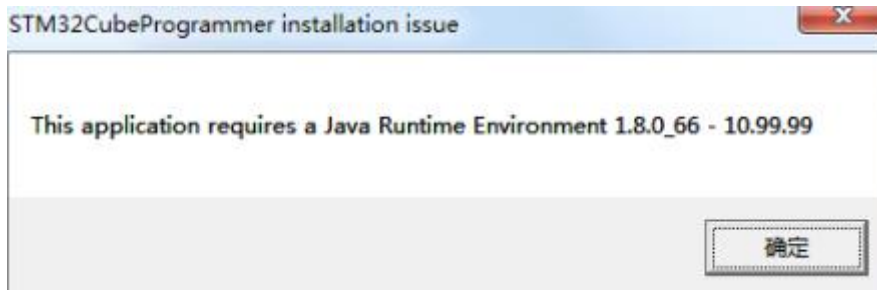 STM32CubeProgrammer installation issue
This application requires a Java Runtime Environment 1.8.0_66 - 10.99.99
确定